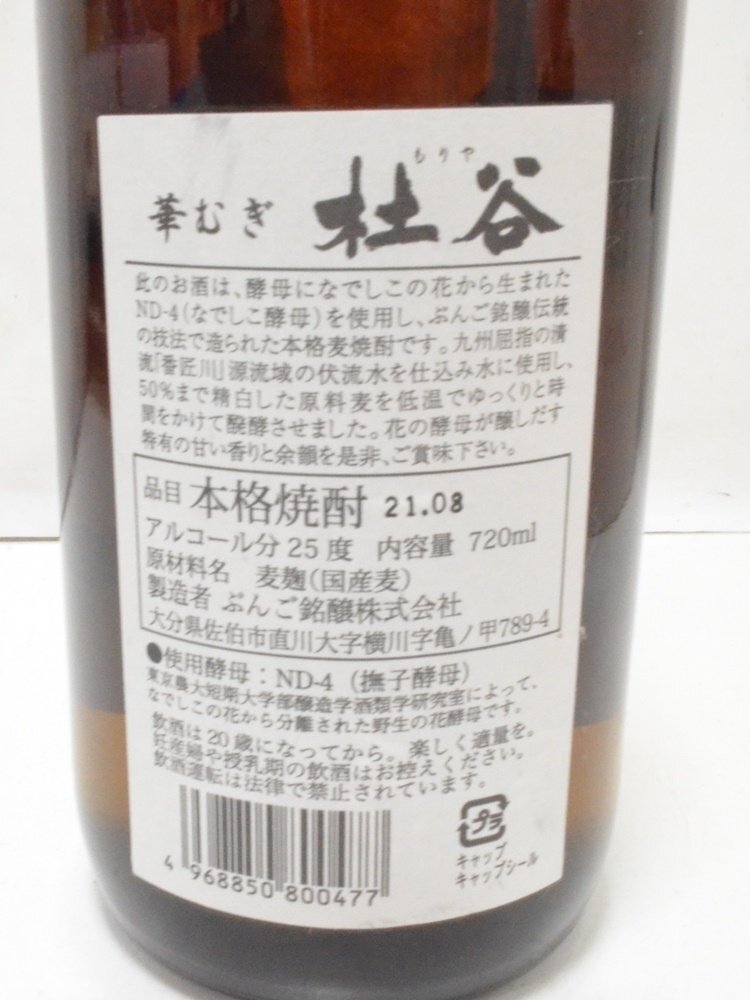 もりや
華むぎ 杜谷
此のお酒は、酵母になでしこの花から生まれた
ND-4(なでしこ酵母)を使用し、ぶんご銘醸伝統
の技法で造られた本格麦焼酎です。九州屈指の清
流「番匠川」源流域の伏流水を仕込み水に使用し、
50%まで精白した原料麦を低温でゆっくりと時
間をかけて醗酵させました。花の酵母が醸しだす
特有の甘い香りと余韻を是非、ご賞味下さい。
品目 本格焼酎 21.08
アルコール分 25 度 内容量 720ml
原材料名 麦麹(国産麦)
製造者 ぶんご銘醸株式会社
大分県佐伯市直川大字横川字亀ノ甲789-4
●使用酵母:ND-4 (撫子酵母)
東京農大短期大学部醸造学酒類学研究室によって、
なでしこの花から分離された野生の花酵母です。
飲酒は20歳になってから。楽しく適量を。
妊産婦や授乳期の飲酒はお控えください。
飲酒運転は法律で禁止されています。
プラ
キャップ
キャップシール
4 968850 800477